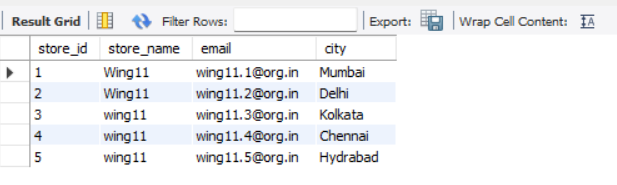 Result Grid Filter Rows: Export: Wrap Cell Content: IA
store_id store_name email city
1 Wing11 wing11.1@org.in Mumbai
2 Wing11 wing11.2@org.in Delhi
3 wing11 wing11.3@org.in Kolkata
4 wing11 wing11.4@org.in Chennai
5 wing11 wing11.5@org.in Hydrabad